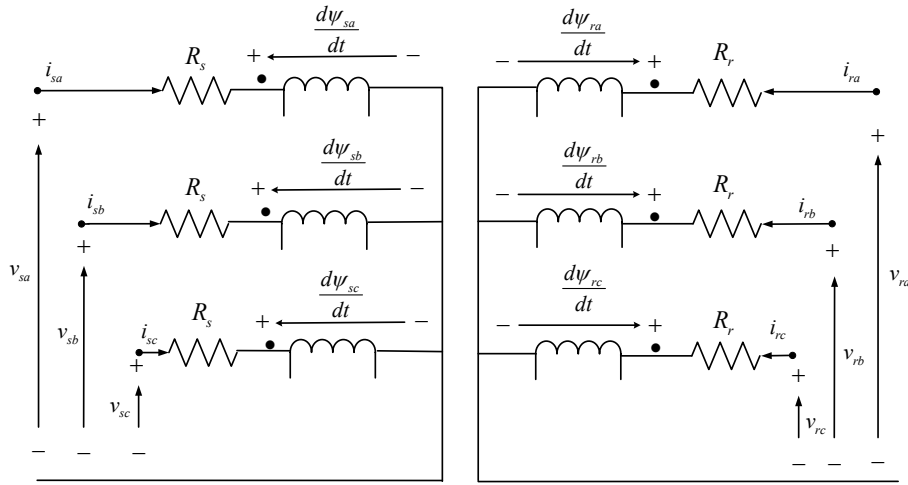 dψ_sa/dt
dψ_ra/dt
i_sa R_s + −
− + R_r i_ra
+ +
dψ_sb/dt
dψ_rb/dt
i_sb R_s + −
− + R_r i_rb
+ +
v_sa v_ra
dψ_sc/dt
dψ_rc/dt
v_sb v_rb
i_sc R_s + −
− + R_r i_rc
+ +
v_sc v_rc
− − − − − −